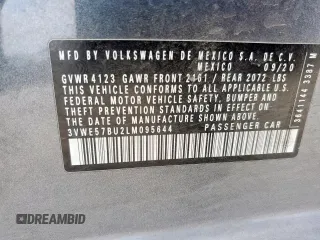 MFD BY VOLKSWAGEN DE MEXICO S.A. DE C.V.
MEXICO 09/20
GVWR 4123 GAWR FRONT 2161 / REAR 2072 LBS
THIS VEHICLE CONFORMS TO ALL APPLICABLE U.S.
FEDERAL MOTOR VEHICLE SAFETY, BUMPER, AND
THEFT PREVENTION STANDARDS IN EFFECT ON
THE DATE OF MANUFACTURE SHOWN ABOVE.
3VWE57BU2LM095644 PASSENGER CAR
3641144 3387 M
DREAMBID